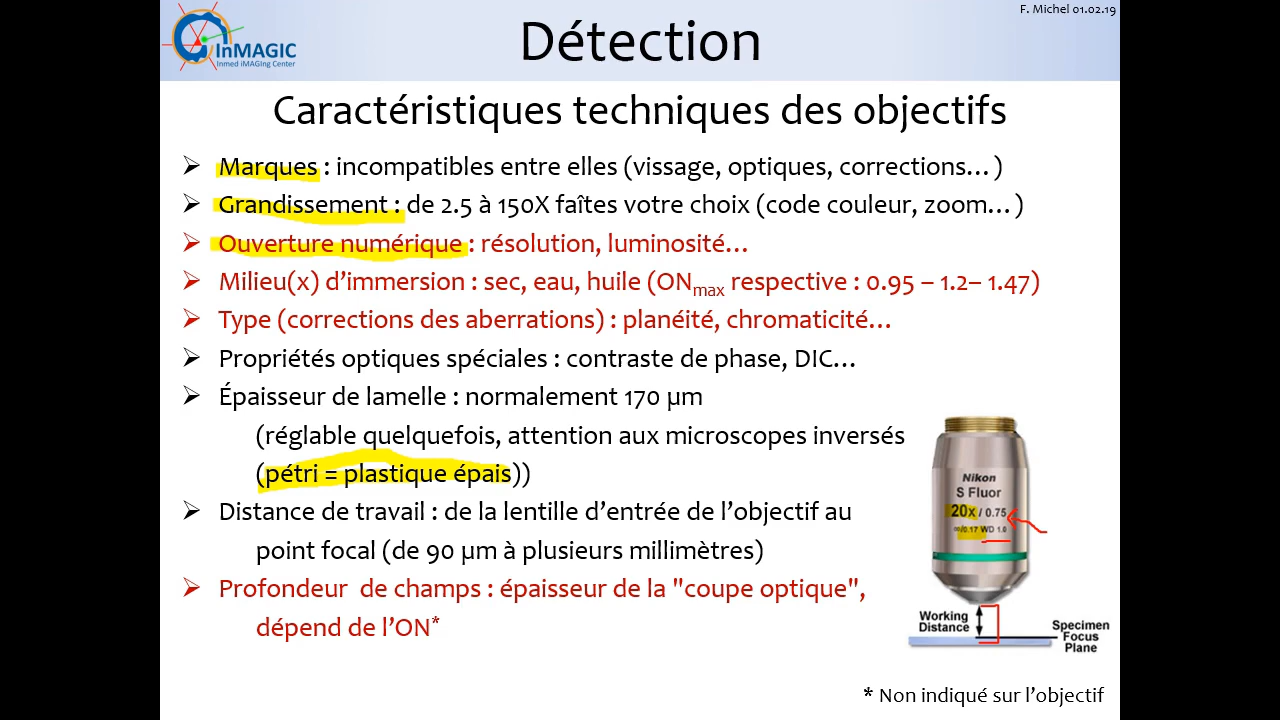 F. Michel 01.02.19
InMAGIC
Inmed iMAGIng Center
Détection
Caractéristiques techniques des objectifs
➢ Marques : incompatibles entre elles (vissage, optiques, corrections…)
➢ Grandissement : de 2.5 à 150X faîtes votre choix (code couleur, zoom…)
➢ Ouverture numérique : résolution, luminosité…
➢ Milieu(x) d’immersion : sec, eau, huile (ONmax respective : 0.95 – 1.2– 1.47)
➢ Type (corrections des aberrations) : planéité, chromaticité…
➢ Propriétés optiques spéciales : contraste de phase, DIC…
➢ Épaisseur de lamelle : normalement 170 µm
(réglable quelquefois, attention aux microscopes inversés
(pétri = plastique épais))
➢ Distance de travail : de la lentille d’entrée de l’objectif au
point focal (de 90 µm à plusieurs millimètres)
➢ Profondeur de champs : épaisseur de la "coupe optique",
dépend de l’ON*
Nikon
S Fluor
20x / 0.75
∞/0.17 WD 1.0
Working
Distance
Specimen
Focus
Plane
* Non indiqué sur l’objectif